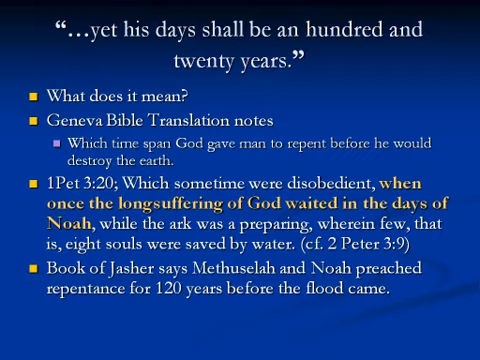 “…yet his days shall be an hundred and
twenty years.”
What does it mean?
Geneva Bible Translation notes
Which time span God gave man to repent before he would
destroy the earth.
1Pet 3:20; Which sometime were disobedient, when
once the longsuffering of God waited in the days of
Noah, while the ark was a preparing, wherein few, that
is, eight souls were saved by water. (cf. 2 Peter 3:9)
Book of Jasher says Methuselah and Noah preached
repentance for 120 years before the flood came.